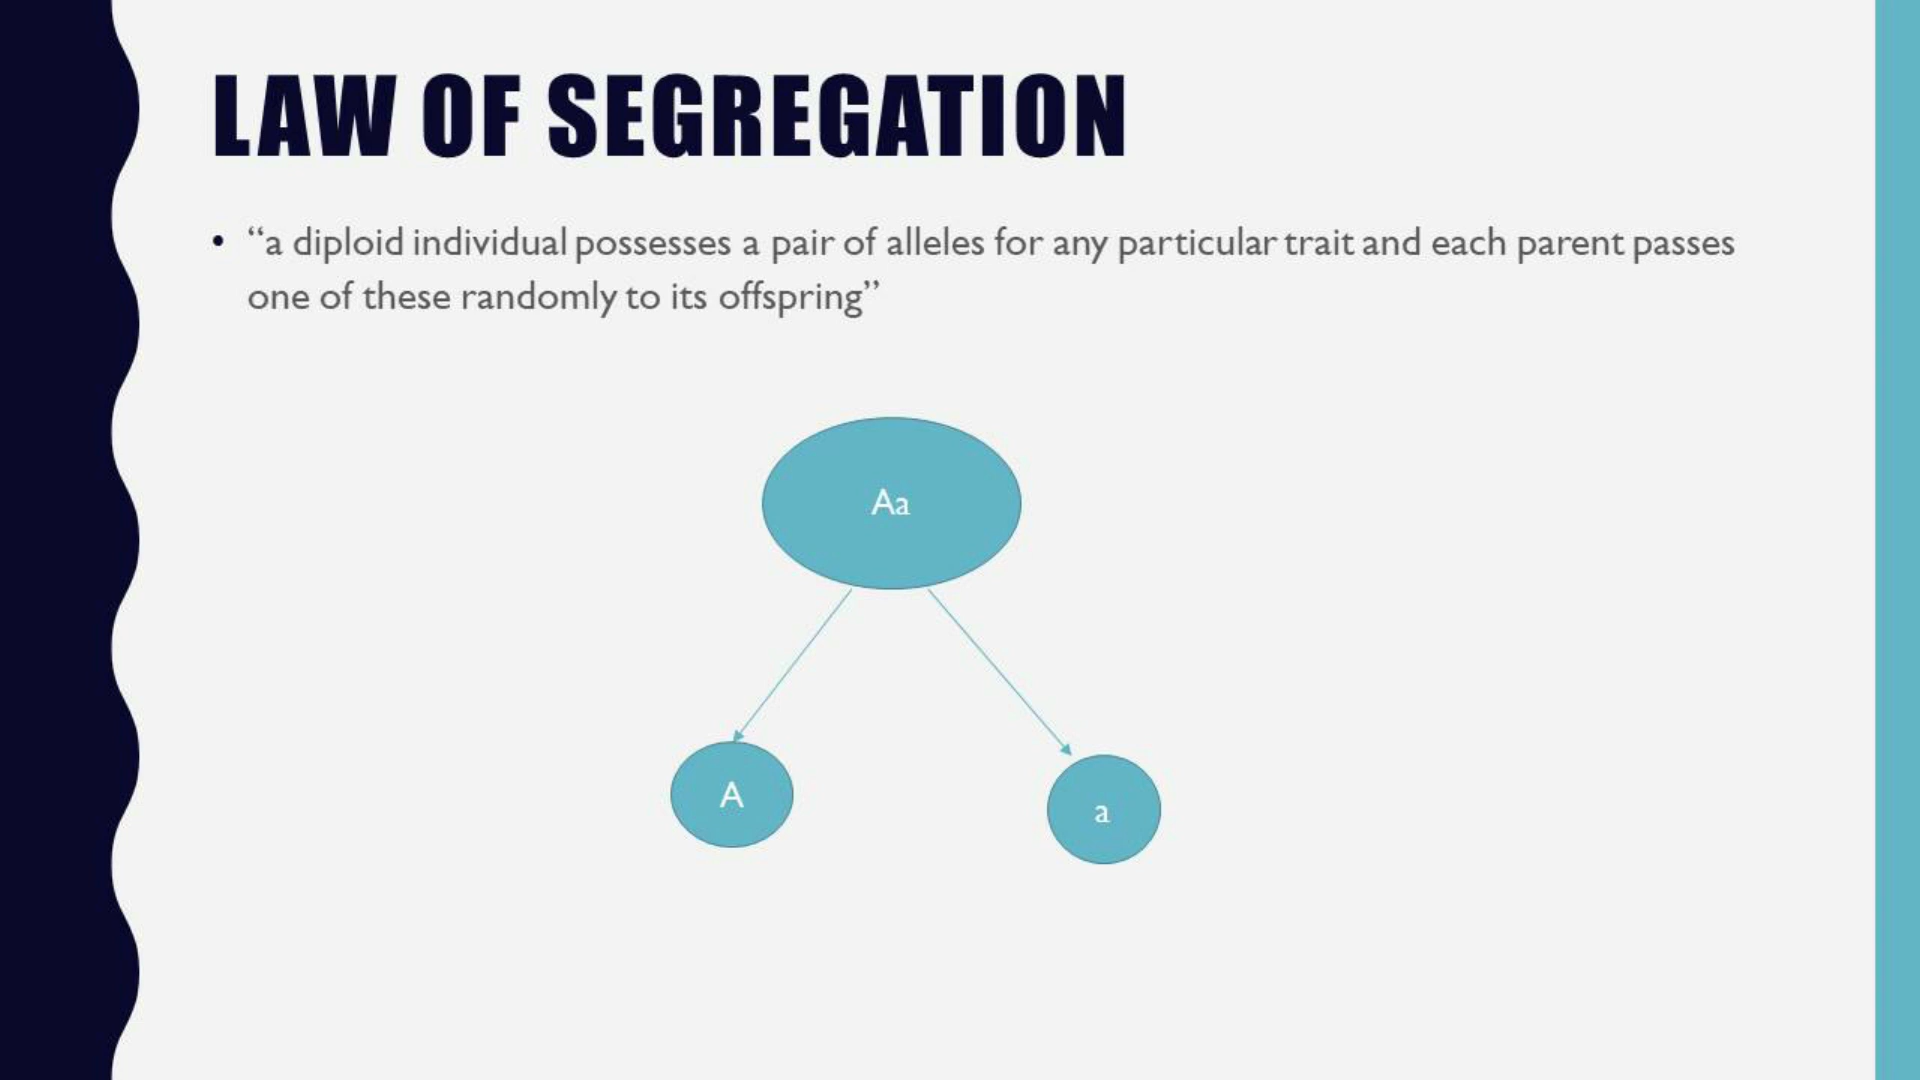 LAW OF SEGREGATION
• “a diploid individual possesses a pair of alleles for any particular trait and each parent passes
one of these randomly to its offspring”
Aa
A
a